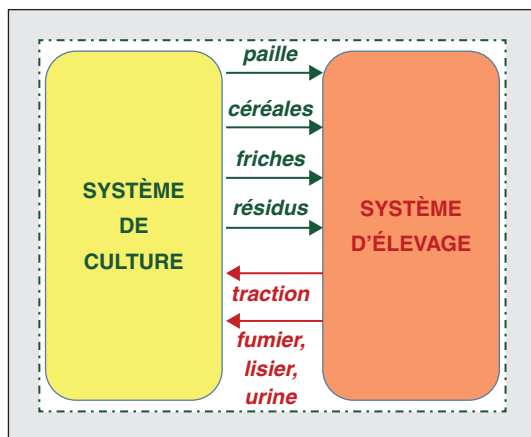 paille
céréales
friches
résidus
SYSTÈME
DE
CULTURE
SYSTÈME
D'ÉLEVAGE
traction
fumier,
lisier,
urine